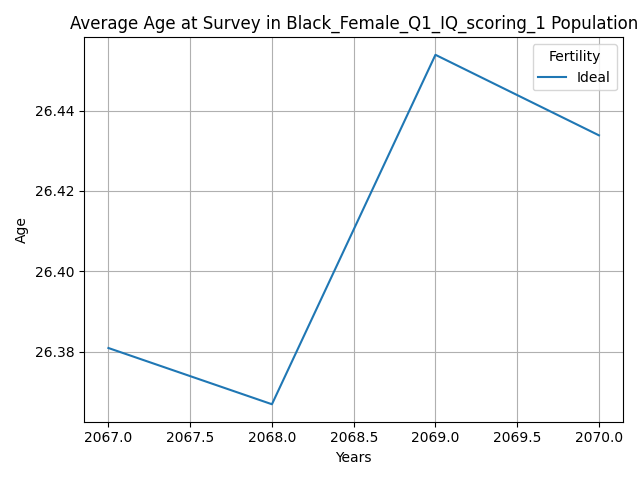 Average Age at Survey in Black_Female_Q1_IQ_scoring_1 Population
Fertility
Ideal
26.44
26.42
26.40
26.38
Age
2067.0 2067.5 2068.0 2068.5 2069.0 2069.5 2070.0
Years